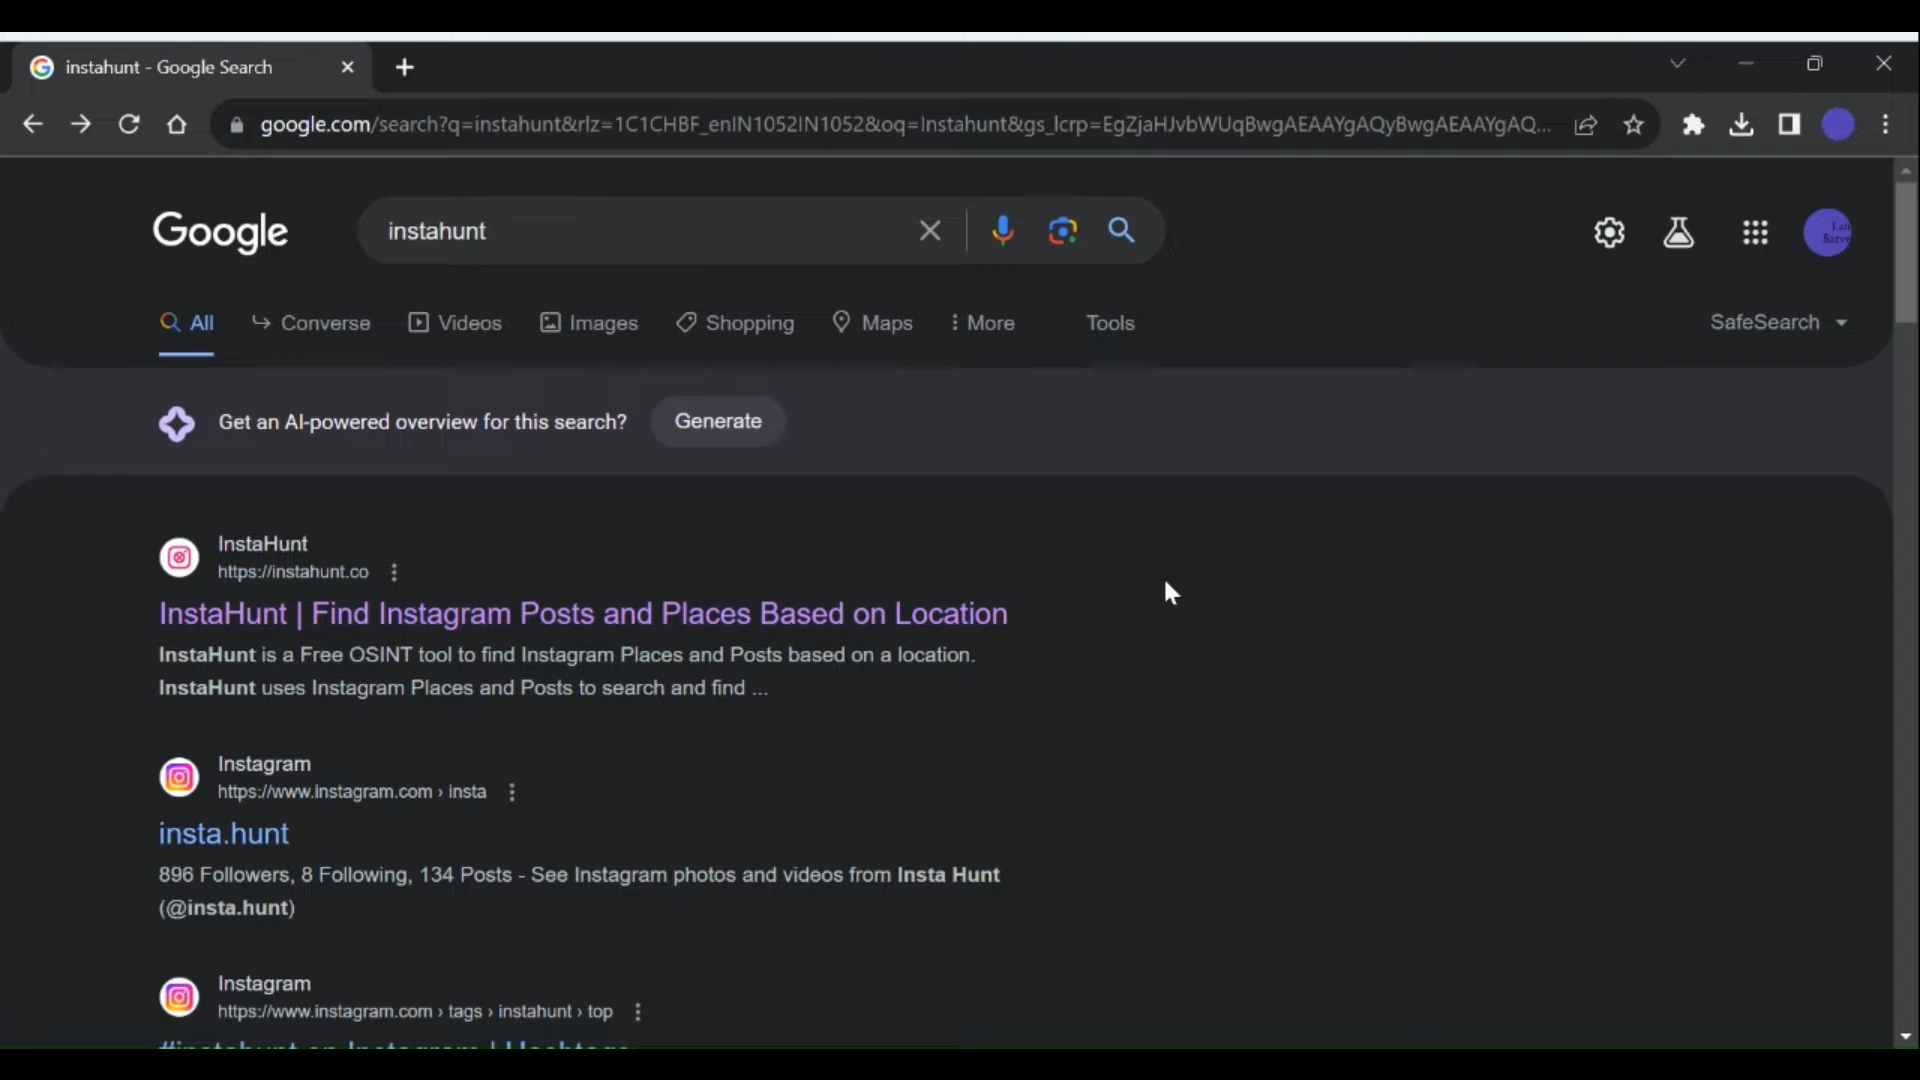 instahunt - Google Search
google.com/search?q=instahunt&rlz=1C1CHBF_enIN1052IN1052&oq=Instahunt&gs_lcrp=EgZjaHJvbWUqBwgAEAAYgAQyBwgAEAAYgAQ...
Google
instahunt
All Converse Videos Images Shopping Maps More Tools SafeSearch
Get an AI-powered overview for this search? Generate
InstaHunt
https://instahunt.co
InstaHunt | Find Instagram Posts and Places Based on Location
InstaHunt is a Free OSINT tool to find Instagram Places and Posts based on a location.
InstaHunt uses Instagram Places and Posts to search and find ...
Instagram
https://www.instagram.com › insta
insta.hunt
896 Followers, 8 Following, 134 Posts - See Instagram photos and videos from Insta Hunt
(@insta.hunt)
Instagram
https://www.instagram.com › tags › instahunt › top
#instahunt on Instagram | Hashtags